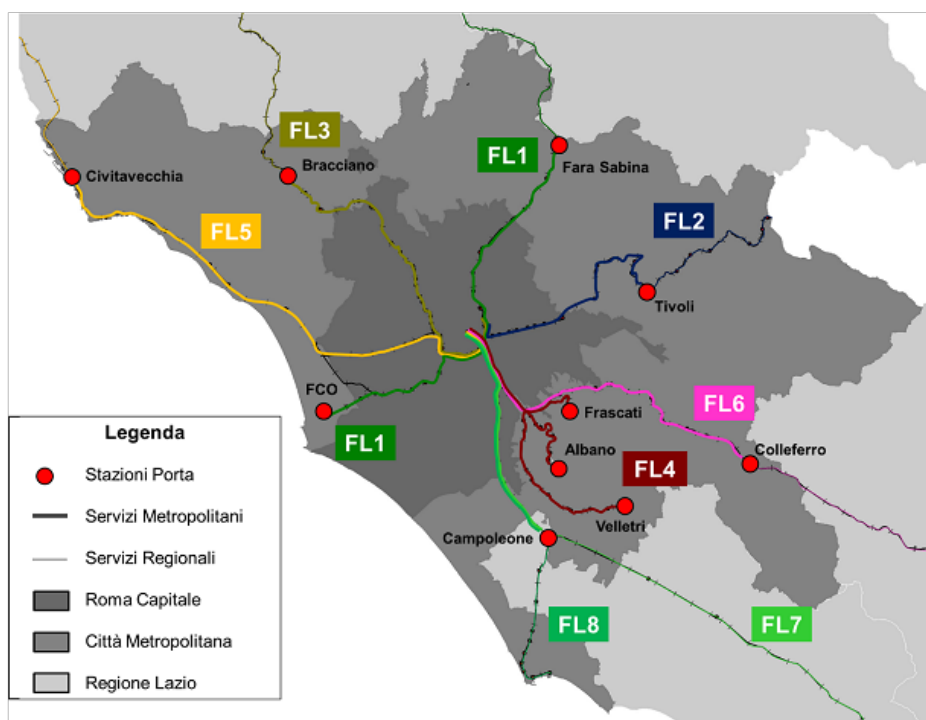 FL3
FL1
Bracciano
Fara Sabina
Civitavecchia
FL5
FL2
Tivoli
FCO
FL1
Frascati
FL6
Albano
FL4
Colleferro
Velletri
Campoleone
FL8
FL7
Legenda
Stazioni Porta
Servizi Metropolitani
Servizi Regionali
Roma Capitale
Città Metropolitana
Regione Lazio